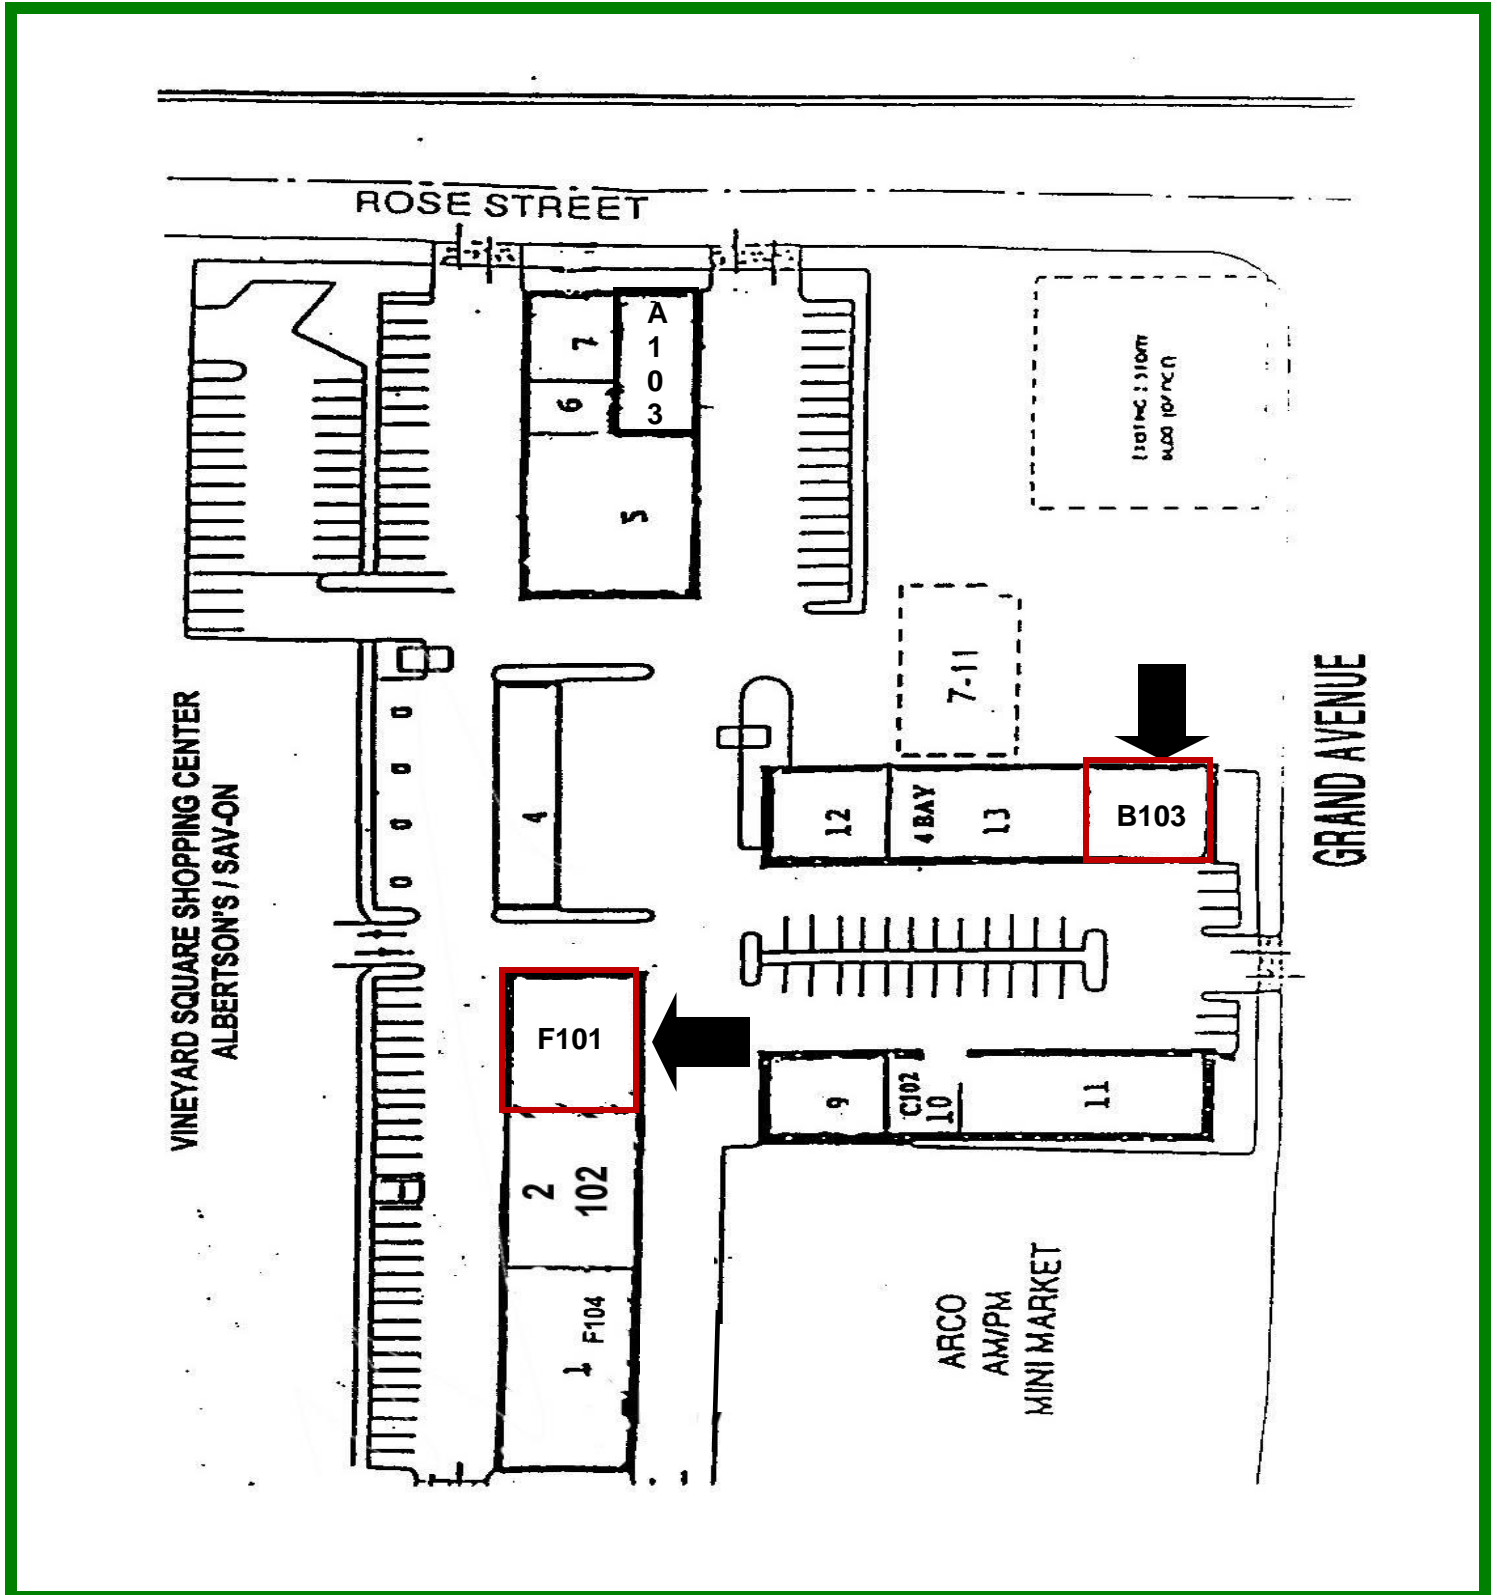 ROSE STREET
A
1
0
3
7
6
5
7-11
GRAND AVENUE
VINEYARD SQUARE SHOPPING CENTER
ALBERTSON'S / SAV-ON
4
12
4 BAY
13
B103
F101
9
C102
10
11
2
102
1
F104
ARCO
AM/PM
MINI MARKET